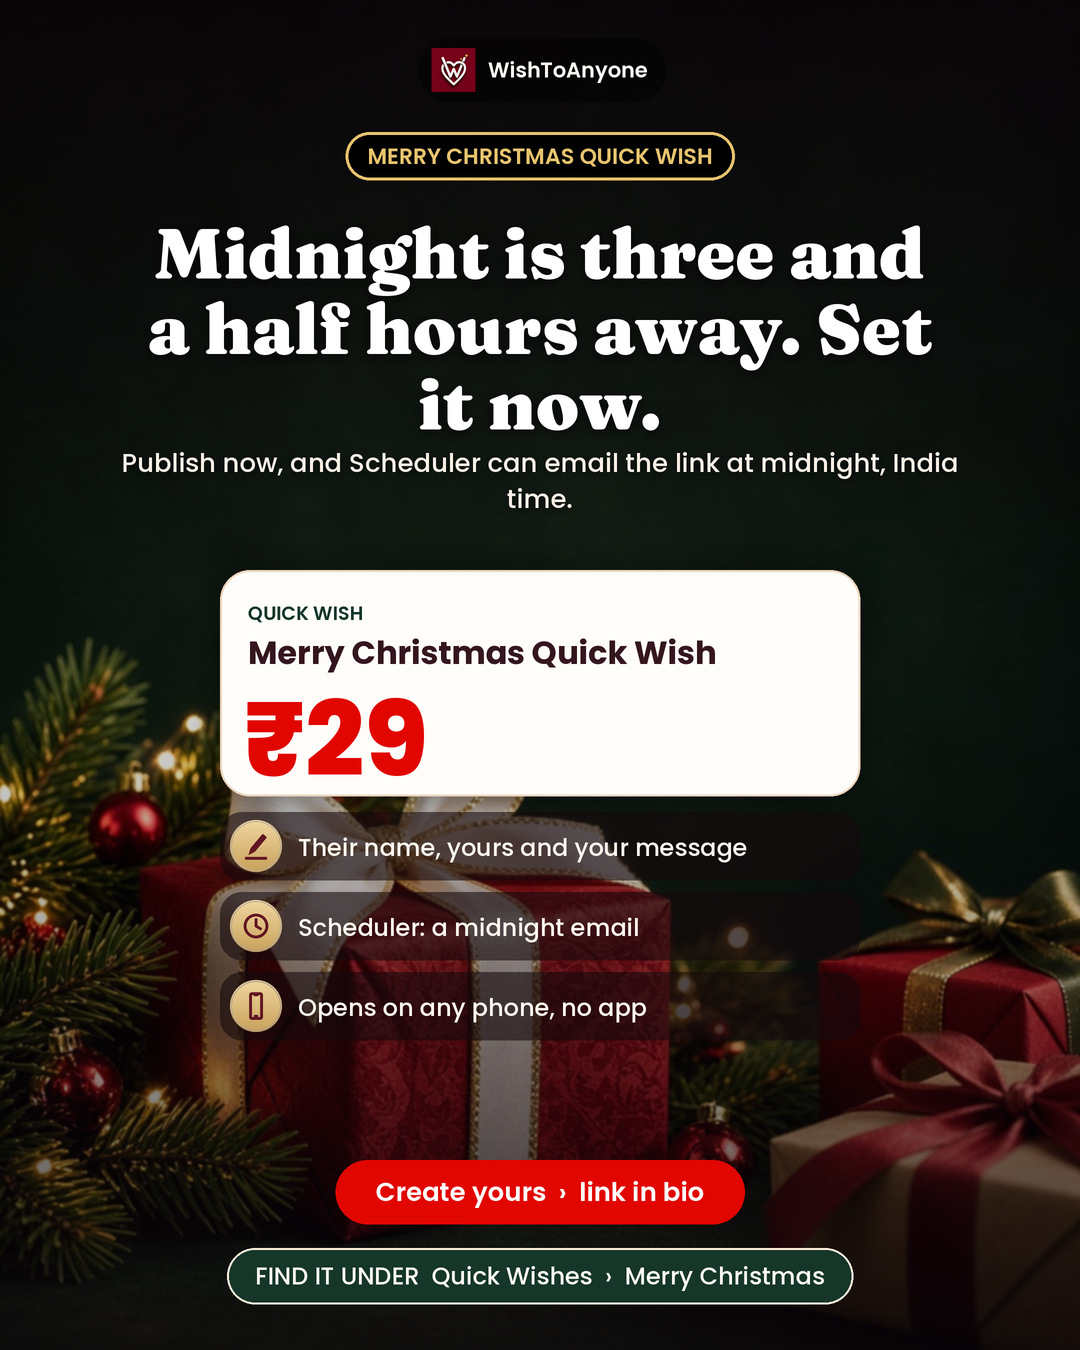 WishToAnyone
MERRY CHRISTMAS QUICK WISH
Midnight is three and
a half hours away. Set
it now.
Publish now, and Scheduler can email the link at midnight, India
time.
QUICK WISH
Merry Christmas Quick Wish
₹29
Their name, yours and your message
Scheduler: a midnight email
Opens on any phone, no app
Create yours › link in bio
FIND IT UNDER Quick Wishes › Merry Christmas